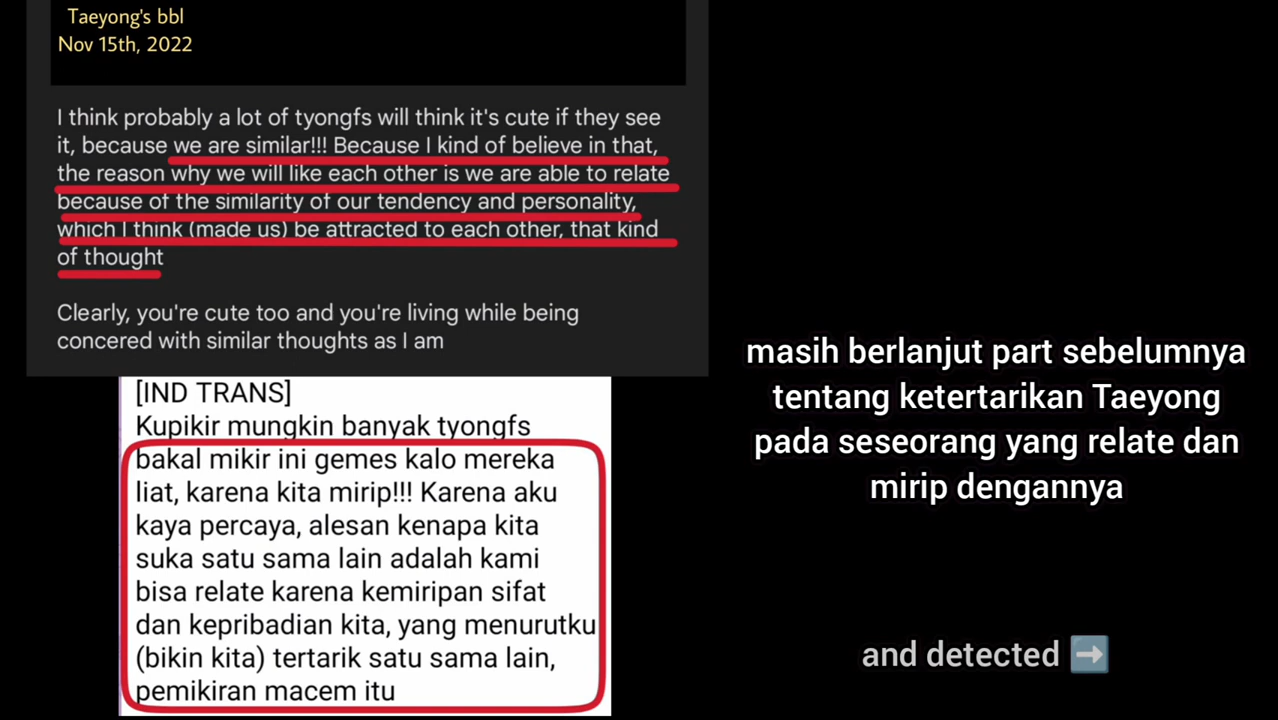 Taeyong's bbl
Nov 15th, 2022
I think probably a lot of tyongfs will think it's cute if they see
it, because we are similar!!! Because I kind of believe in that,
the reason why we will like each other is we are able to relate
because of the similarity of our tendency and personality,
which I think (made us) be attracted to each other, that kind
of thought
Clearly, you're cute too and you're living while being
concered with similar thoughts as I am
[IND TRANS]
Kupikir mungkin banyak tyongfs
bakal mikir ini gemes kalo mereka
liat, karena kita mirip!!! Karena aku
kaya percaya, alesan kenapa kita
suka satu sama lain adalah kami
bisa relate karena kemiripan sifat
dan kepribadian kita, yang menurutku
(bikin kita) tertarik satu sama lain,
pemikiran macem itu
masih berlanjut part sebelumnya
tentang ketertarikan Taeyong
pada seseorang yang relate dan
mirip dengannya
and detected ➡️